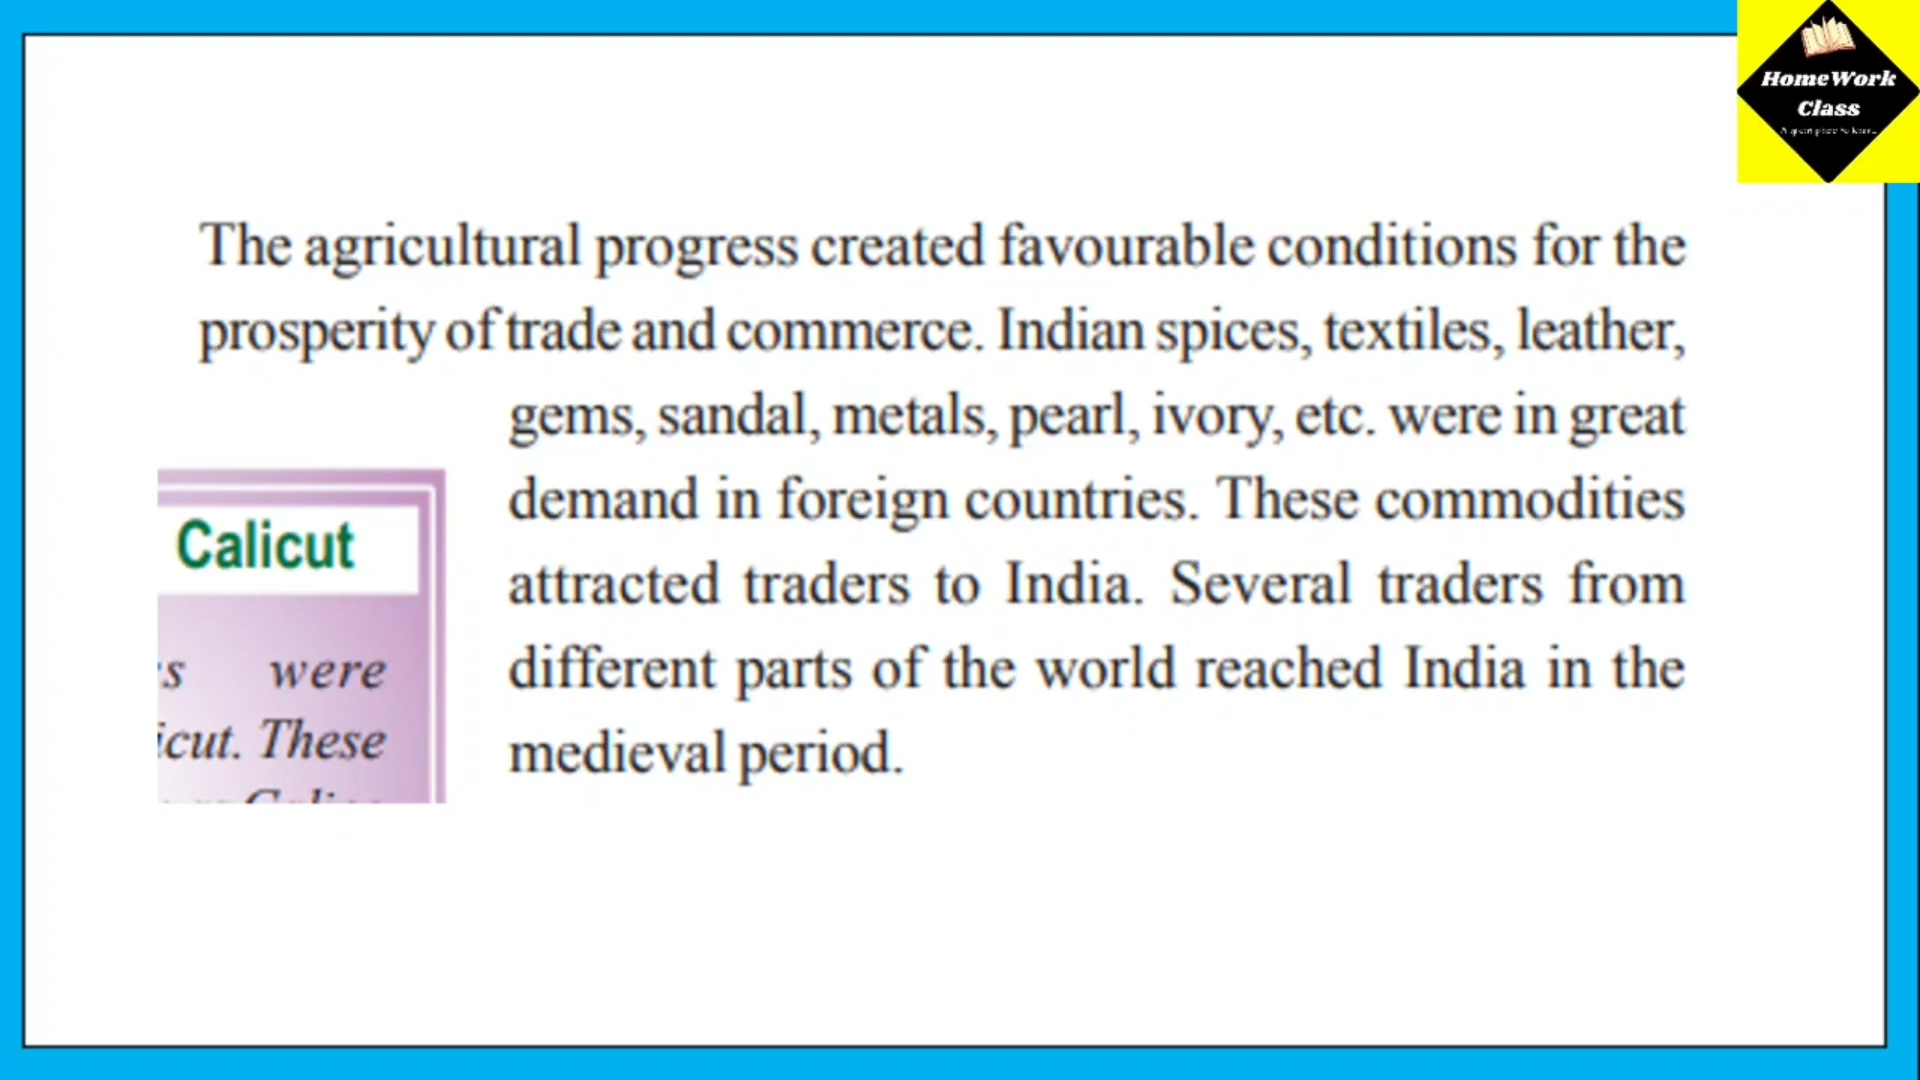 HomeWork
Class
The agricultural progress created favourable conditions for the
prosperity of trade and commerce. Indian spices, textiles, leather,
gems, sandal, metals, pearl, ivory, etc. were in great
demand in foreign countries. These commodities
attracted traders to India. Several traders from
different parts of the world reached India in the
medieval period.
Calicut
were
icut. These